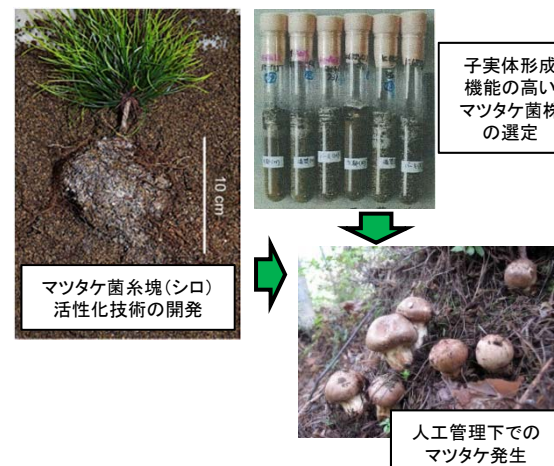 10 cm
マツタケ菌糸塊(シロ)
活性化技術の開発
子実体形成
機能の高い
マツタケ菌株
の選定
人工管理下での
マツタケ発生